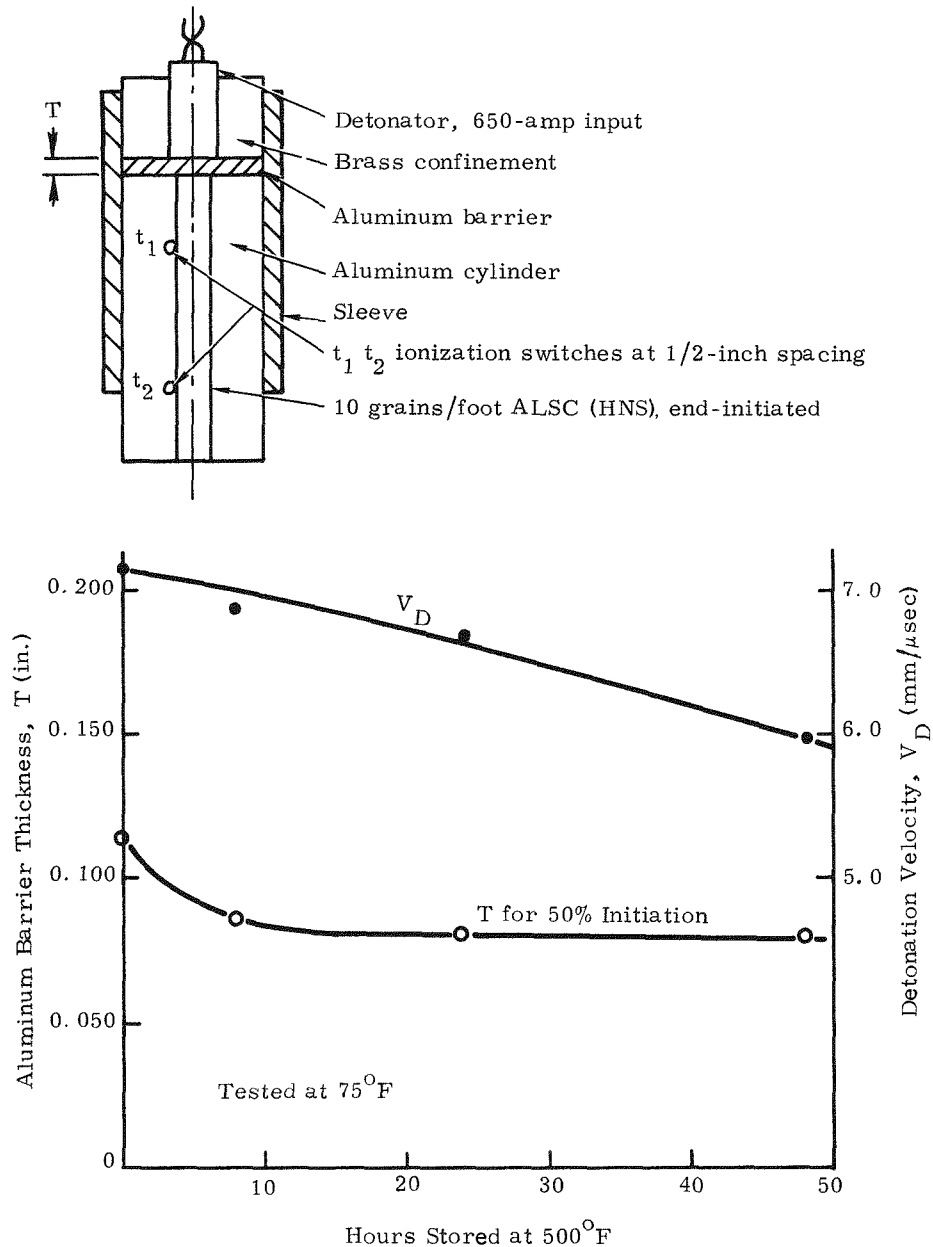 T
Detonator, 650-amp input
Brass confinement
Aluminum barrier
t1
Aluminum cylinder
Sleeve
t1 t2 ionization switches at 1/2-inch spacing
t2
10 grains/foot ALSC (HNS), end-initiated
Aluminum Barrier Thickness, T (in.)
0.200
0.150
0.100
0.050
0
VD
T for 50% Initiation
Tested at 75°F
7.0
6.0
5.0
Detonation Velocity, VD (mm/μsec)
10 20 30 40 50
Hours Stored at 500°F